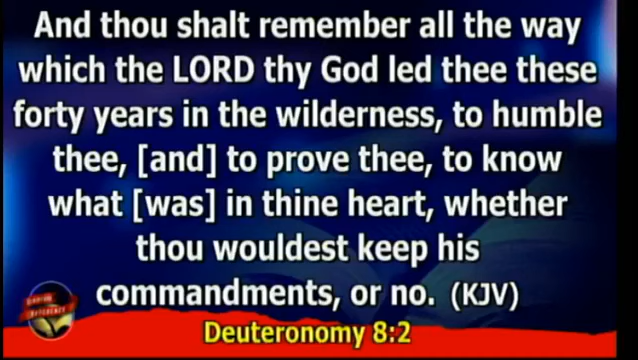 And thou shalt remember all the way
which the LORD thy God led thee these
forty years in the wilderness, to humble
thee, [and] to prove thee, to know
what [was] in thine heart, whether
thou wouldest keep his
commandments, or no. (KJV)
Deuteronomy 8:2